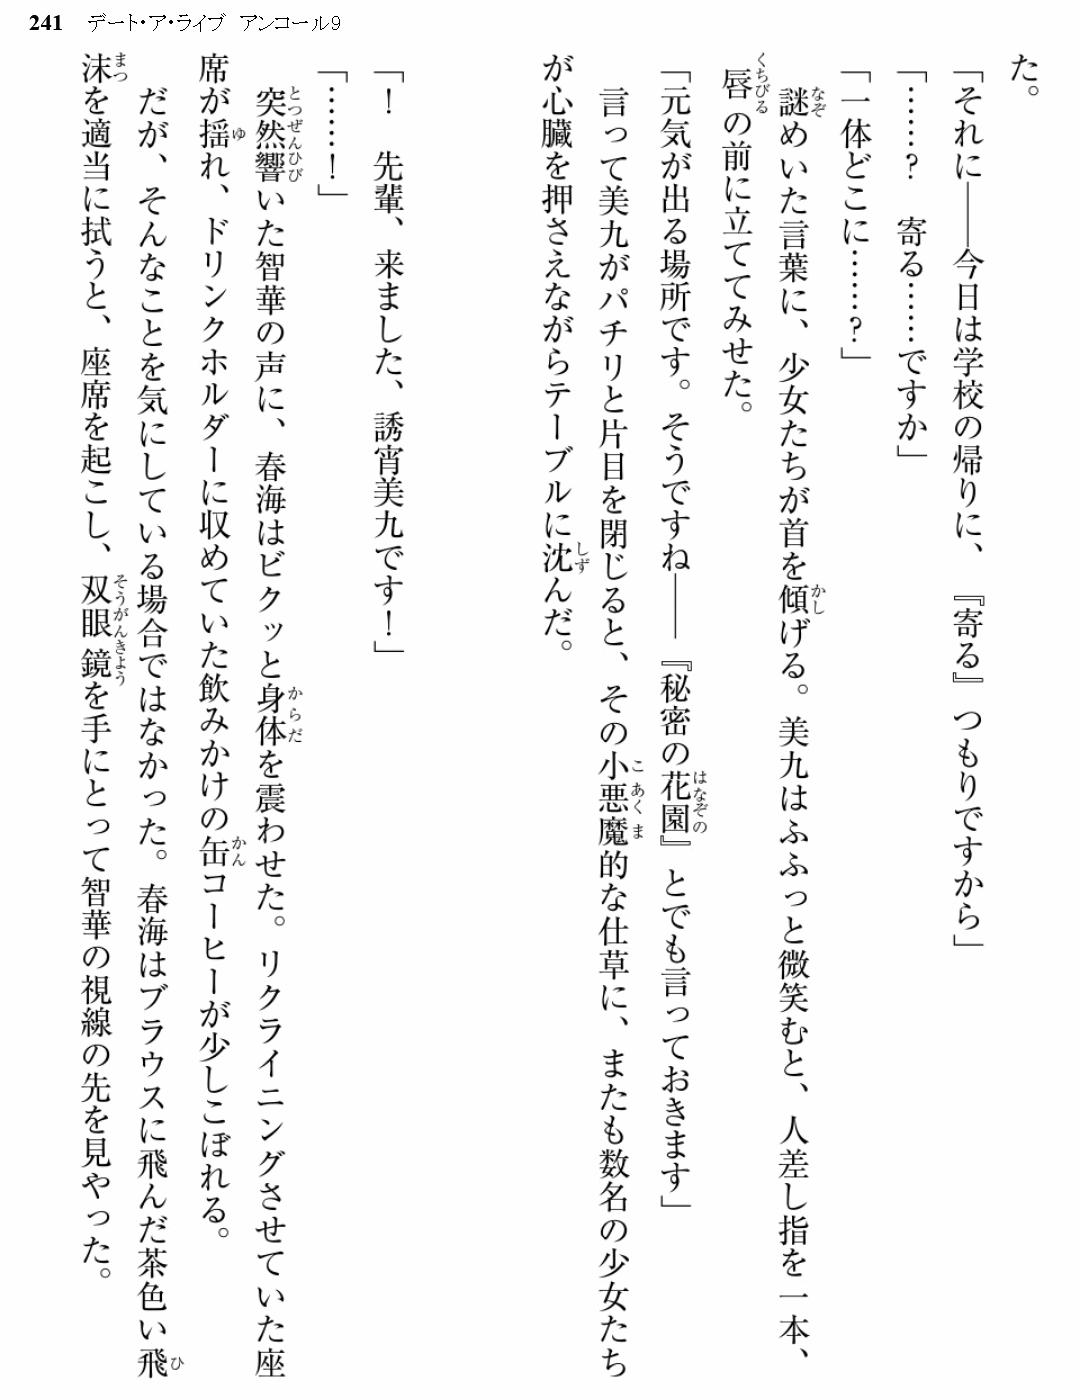 241 デート・ア・ライブ アンコール9
た。
「それに――今日は学校の帰りに、『寄る』つもりですから」
「……？　寄る……ですか」
「一体どこに……？」
謎めいた言葉に、少女たちが首を傾げる。美九はふふっと微笑むと、人差し指を一本、
唇の前に立ててみせた。
「元気が出る場所です。そうですね――『秘密の花園』とでも言っておきます」
言って美九がパチリと片目を閉じると、その小悪魔的な仕草に、またも数名の少女たち
が心臓を押さえながらテーブルに沈んだ。
「！　先輩、来ました、誘宵美九です！」
「……！」
突然響いた智華の声に、春海はビクッと身体を震わせた。リクライニングさせていた座
席が揺れ、ドリンクホルダーに収めていた飲みかけの缶コーヒーが少しこぼれる。
だが、そんなことを気にしている場合ではなかった。春海はブラウスに飛んだ茶色い飛
沫を適当に拭うと、座席を起こし、双眼鏡を手にとって智華の視線の先を見やった。